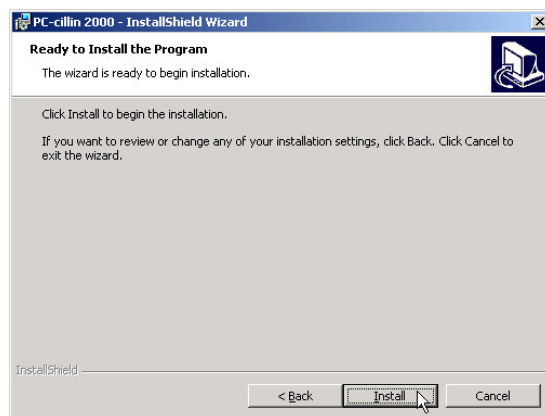 PC-cillin 2000 - InstallShield Wizard
Ready to Install the Program
The wizard is ready to begin installation.
Click Install to begin the installation.
If you want to review or change any of your installation settings, click Back. Click Cancel to
exit the wizard.
InstallShield
< Back
Install
Cancel